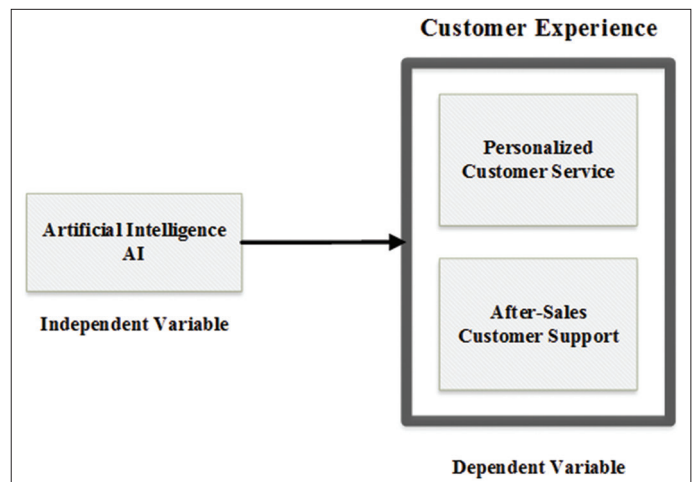 Customer Experience
Personalized
Customer Service
Artificial Intelligence
AI
Independent Variable
After-Sales
Customer Support
Dependent Variable